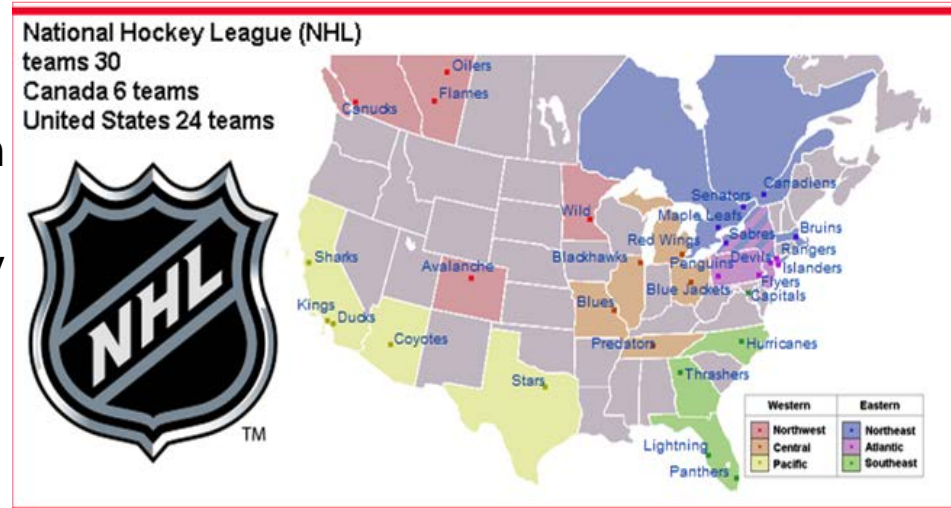 National Hockey League (NHL)
teams 30
Canada 6 teams
United States 24 teams
n
y
NHL
TM
Oilers
Flames
Canucks
Canadiens
Senators
Wild
Maple Leafs
Bruins
Sabres
Red Wings
Rangers
Sharks
Avalanche
Blackhawks
Penguins
Devils
Islanders
Flyers
Blue Jackets
Capitals
Kings
Ducks
Blues
Coyotes
Predators
Hurricanes
Stars
Thrashers
Lightning
Panthers
Western Eastern
Northwest Northeast
Central Atlantic
Pacific Southeast